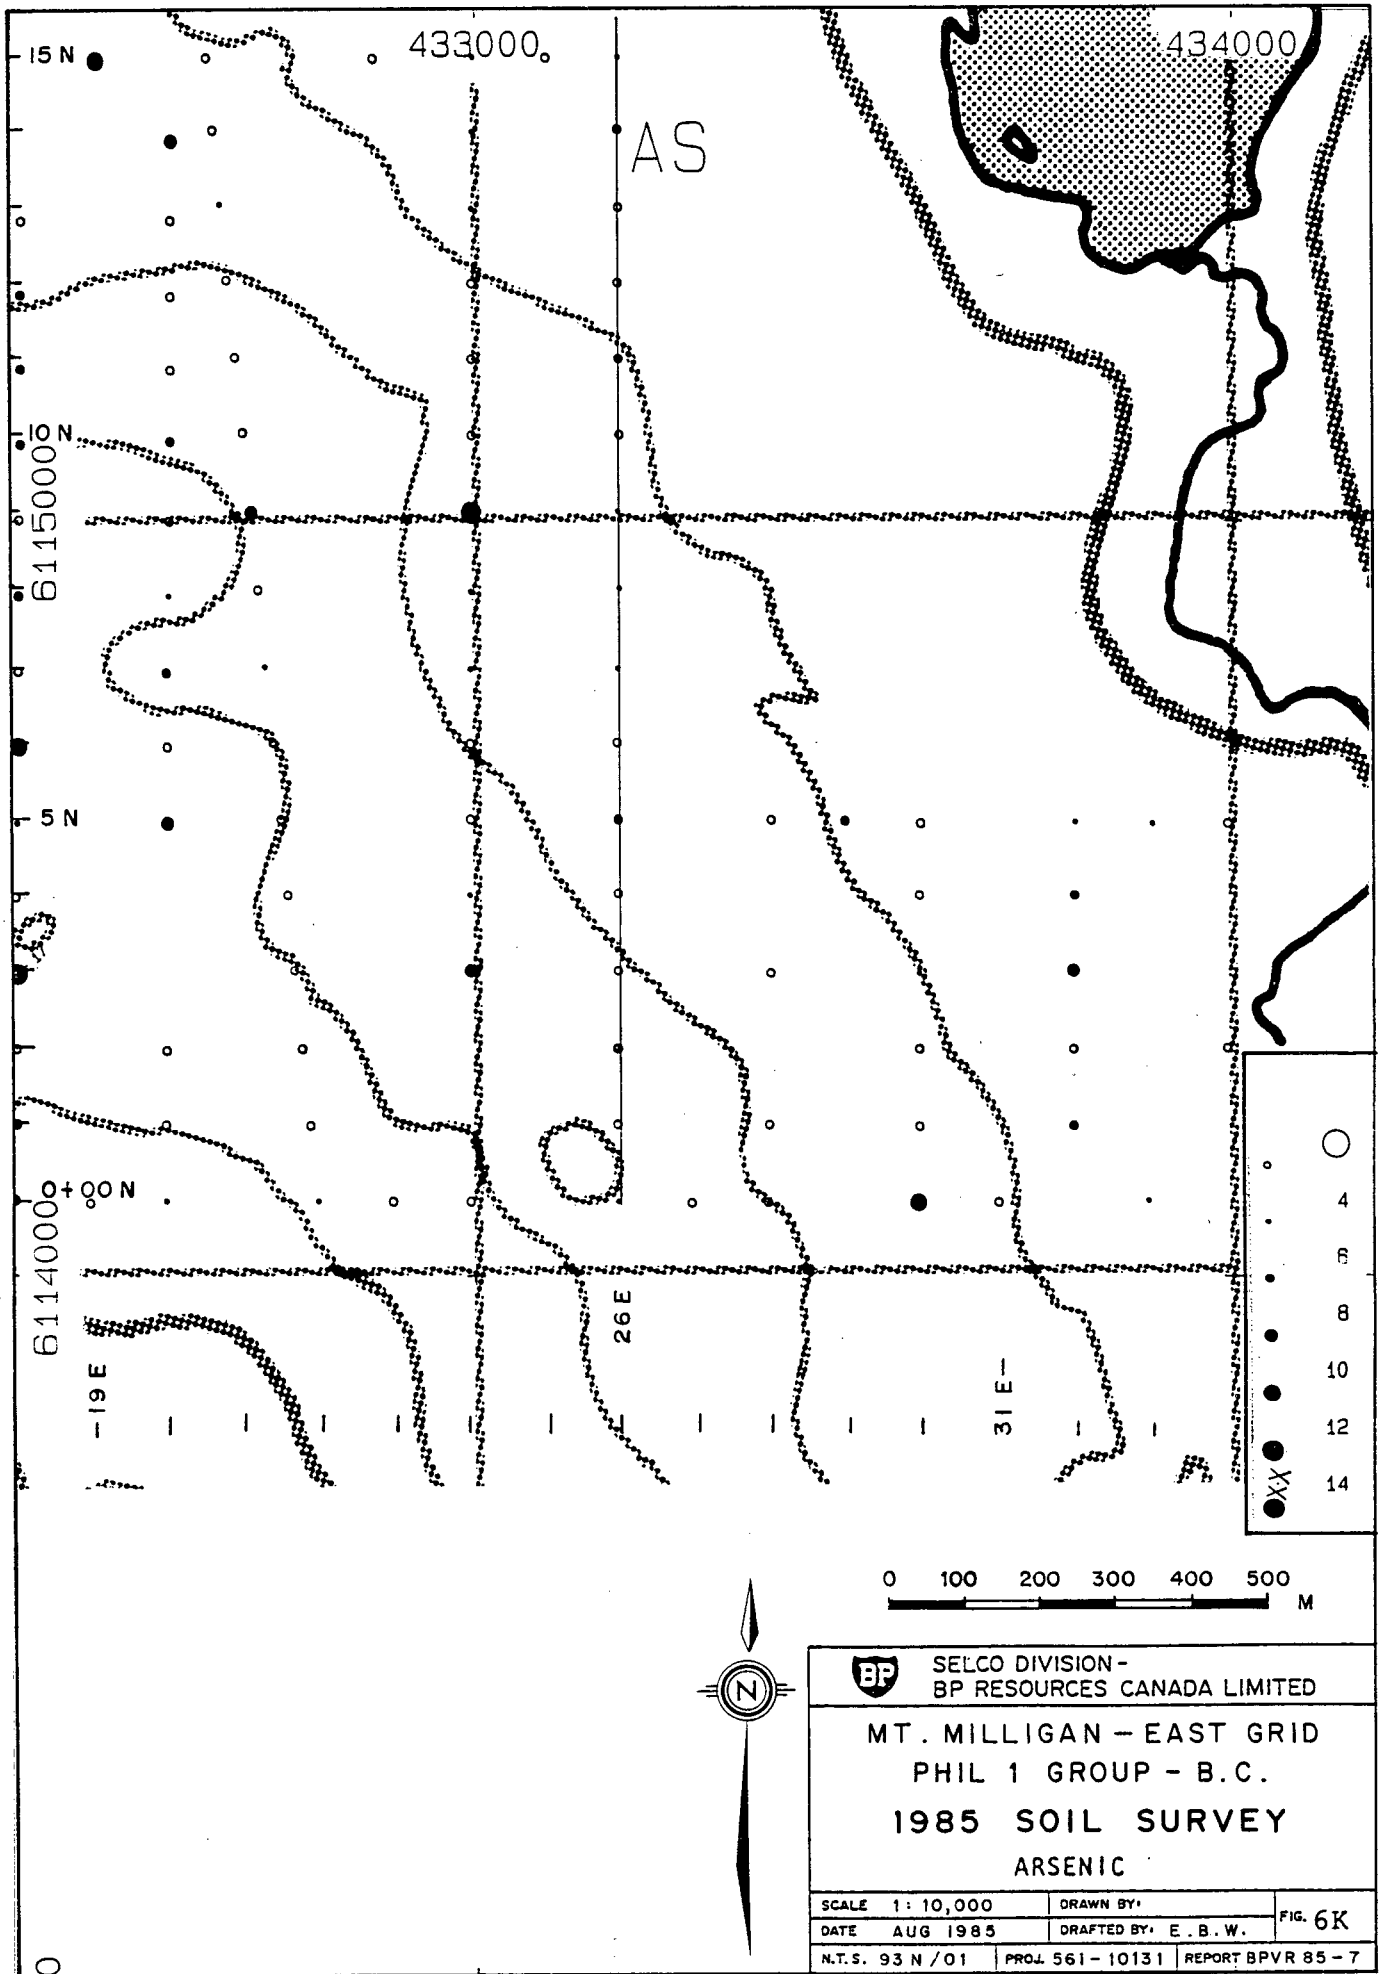 15 N
433000
434000
AS
10 N
6115000
5 N
0+00 N
6114000
19 E
26 E
31 E
4
6
8
10
12
14
XX
0 100 200 300 400 500
M
BP
SELCO DIVISION -
BP RESOURCES CANADA LIMITED
N
MT. MILLIGAN - EAST GRID
PHIL 1 GROUP - B.C.
1985 SOIL SURVEY
ARSENIC
SCALE 1 : 10,000 DRAWN BY:
FIG. 6K
DATE AUG 1985 DRAFTED BY: E.B.W.
N.T.S. 93 N / 01 PROJ. 561-10131 REPORT BPVR 85-7
0